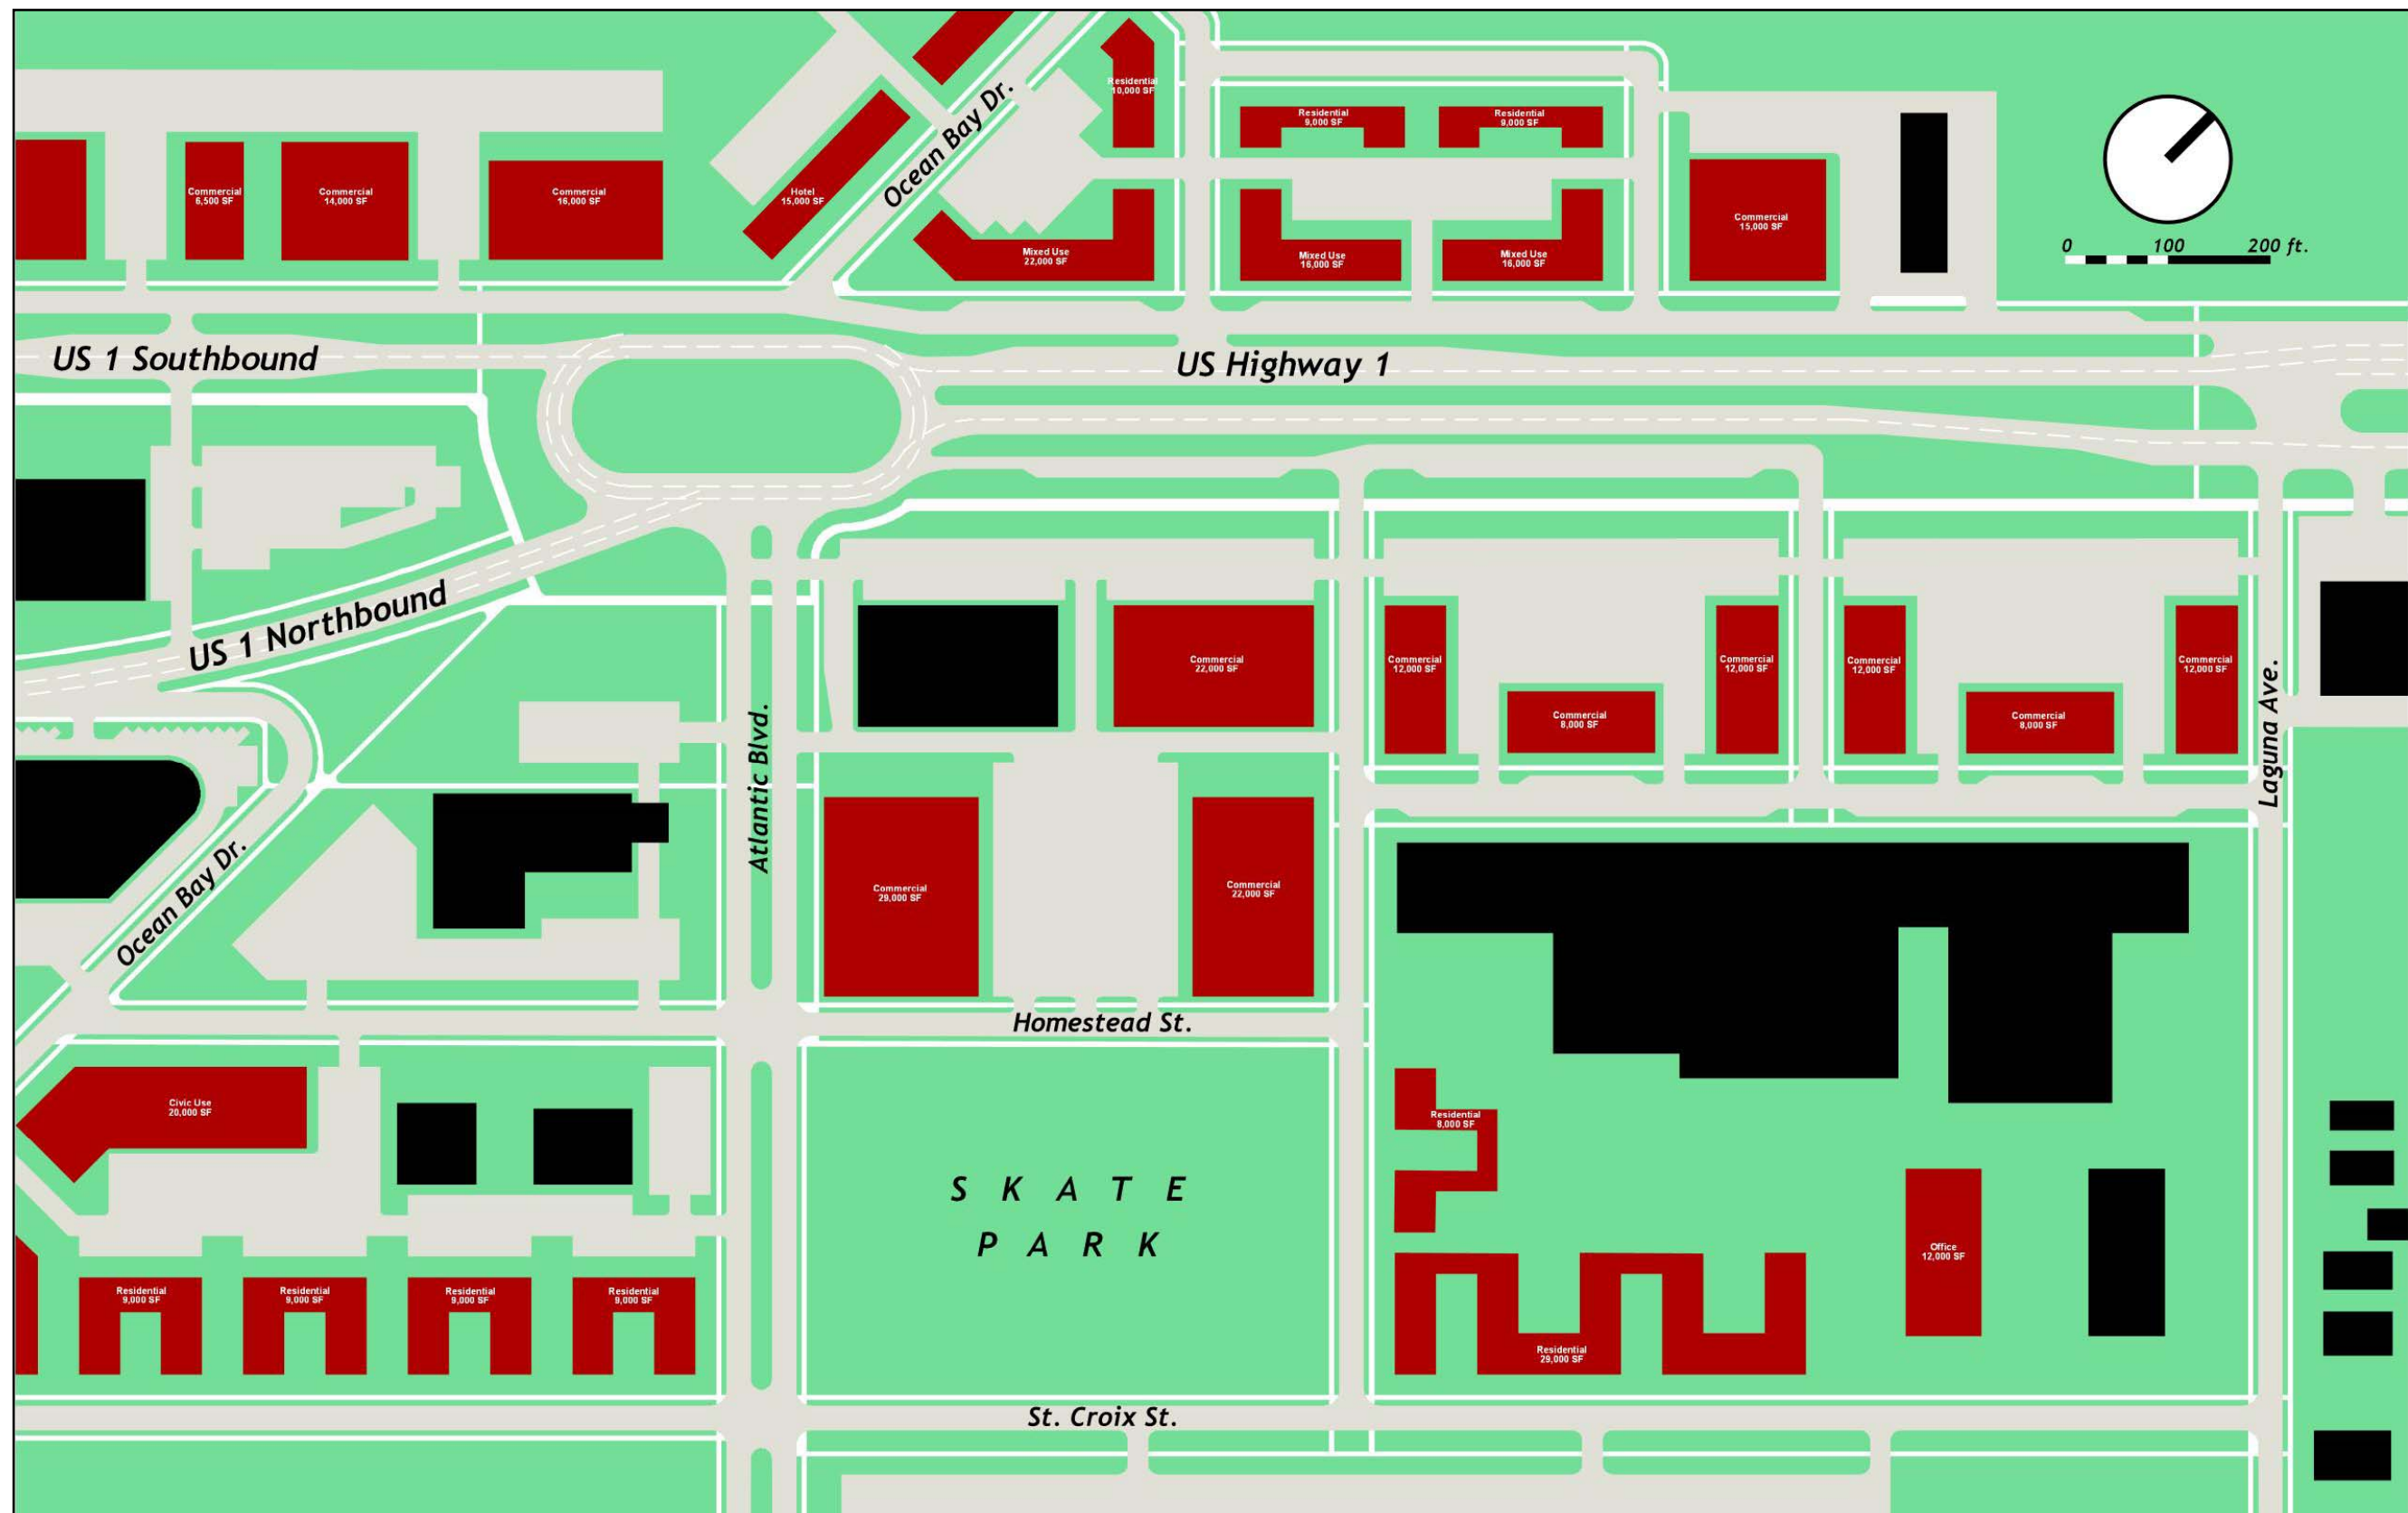 Residential
10,000 SF
Residential
9,000 SF
Residential
9,000 SF
Ocean Bay Dr.
Commercial
6,500 SF
Commercial
14,000 SF
Commercial
16,000 SF
Hotel
15,000 SF
Mixed Use
22,000 SF
Mixed Use
16,000 SF
Mixed Use
16,000 SF
Commercial
15,000 SF
0 100 200 ft.
US 1 Southbound
US Highway 1
US 1 Northbound
Commercial
22,000 SF
Commercial
12,000 SF
Commercial
8,000 SF
Commercial
12,000 SF
Commercial
12,000 SF
Commercial
8,000 SF
Commercial
12,000 SF
Laguna Ave.
Atlantic Blvd.
Ocean Bay Dr.
Commercial
29,000 SF
Commercial
22,000 SF
Homestead St.
Civic Use
20,000 SF
Residential
8,000 SF
SKATE
PARK
Office
12,000 SF
Residential
9,000 SF
Residential
9,000 SF
Residential
9,000 SF
Residential
9,000 SF
Residential
29,000 SF
St. Croix St.